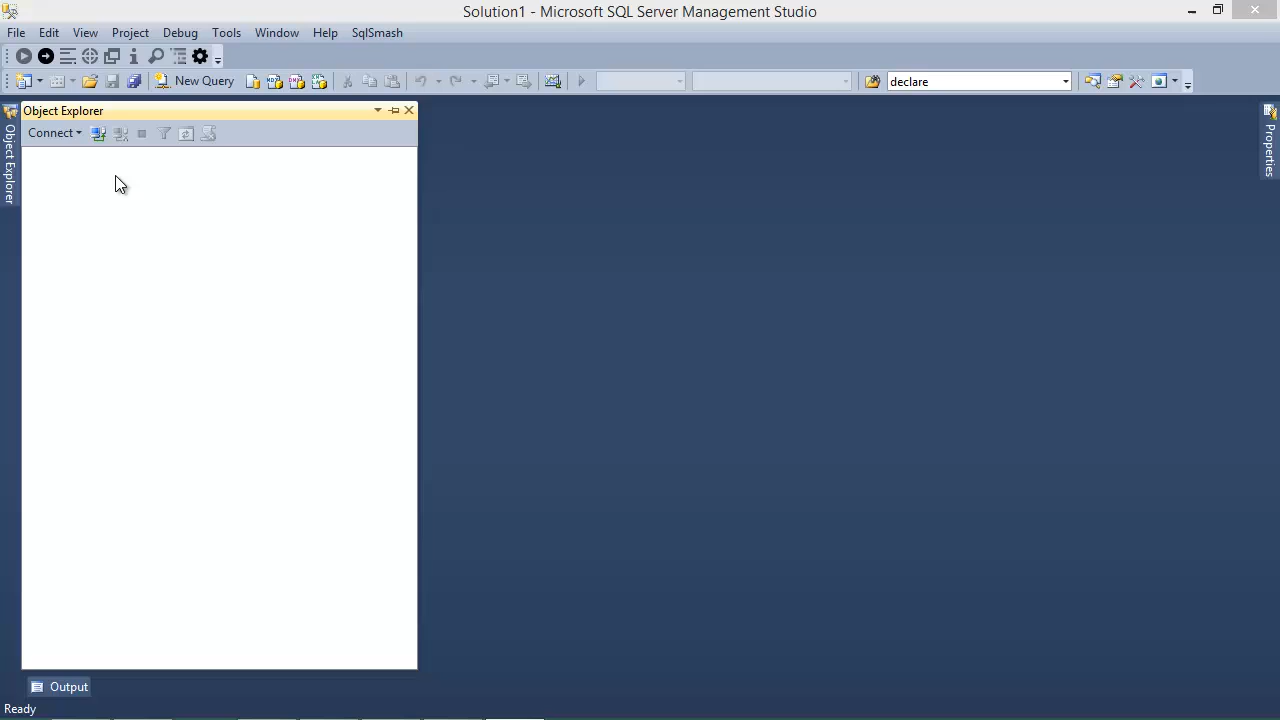 Solution1 - Microsoft SQL Server Management Studio
File Edit View Project Debug Tools Window Help SqlSmash
New Query declare
Object Explorer
Connect
Object Explorer
Properties
Output
Ready